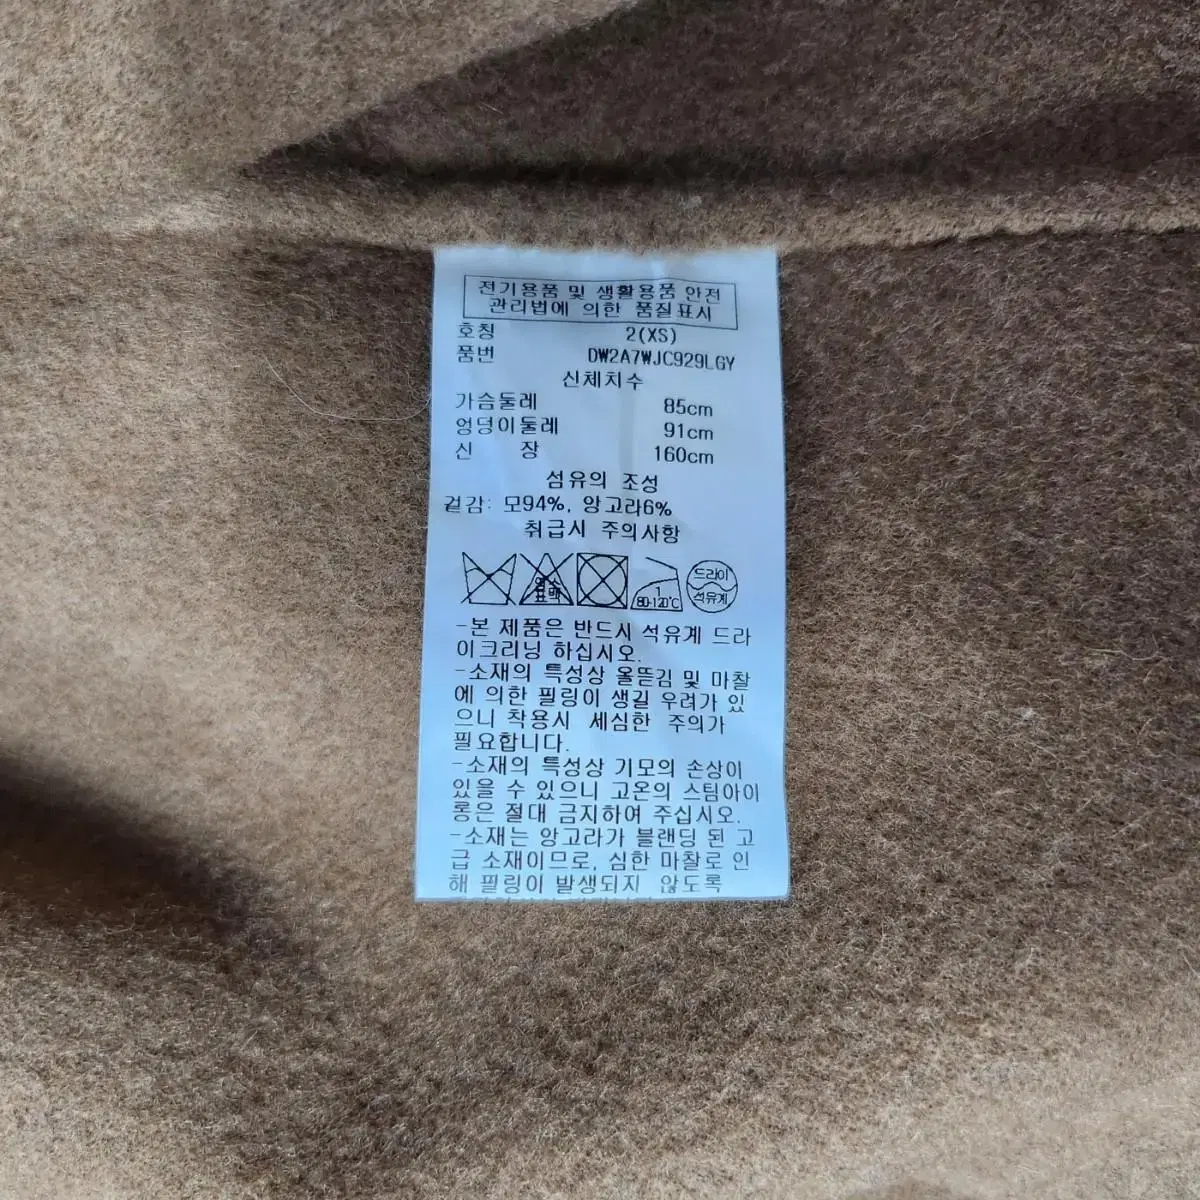 전기용품 및 생활용품 안전
관리법에 의한 품질표시
호칭 2(XS)
품번 DW2A7WJC929LGY
신체치수
가슴둘레 85cm
엉덩이둘레 91cm
신 장 160cm
섬유의 조성
겉감: 모94%, 앙고라6%
취급시 주의사항
염소
표백
1
80-120℃
드라이
석유계
-본 제품은 반드시 석유계 드라
이크리닝 하십시오.
-소재의 특성상 올뜯김 및 마찰
에 의한 필링이 생길 우려가 있
으니 착용시 세심한 주의가
필요합니다.
-소재의 특성상 기모의 손상이
있을 수 있으니 고온의 스팀아이
롱은 절대 금지하여 주십시오.
-소재는 앙고라가 블랜딩 된 고
급 소재이므로, 심한 마찰로 인
해 필링이 발생되지 않도록